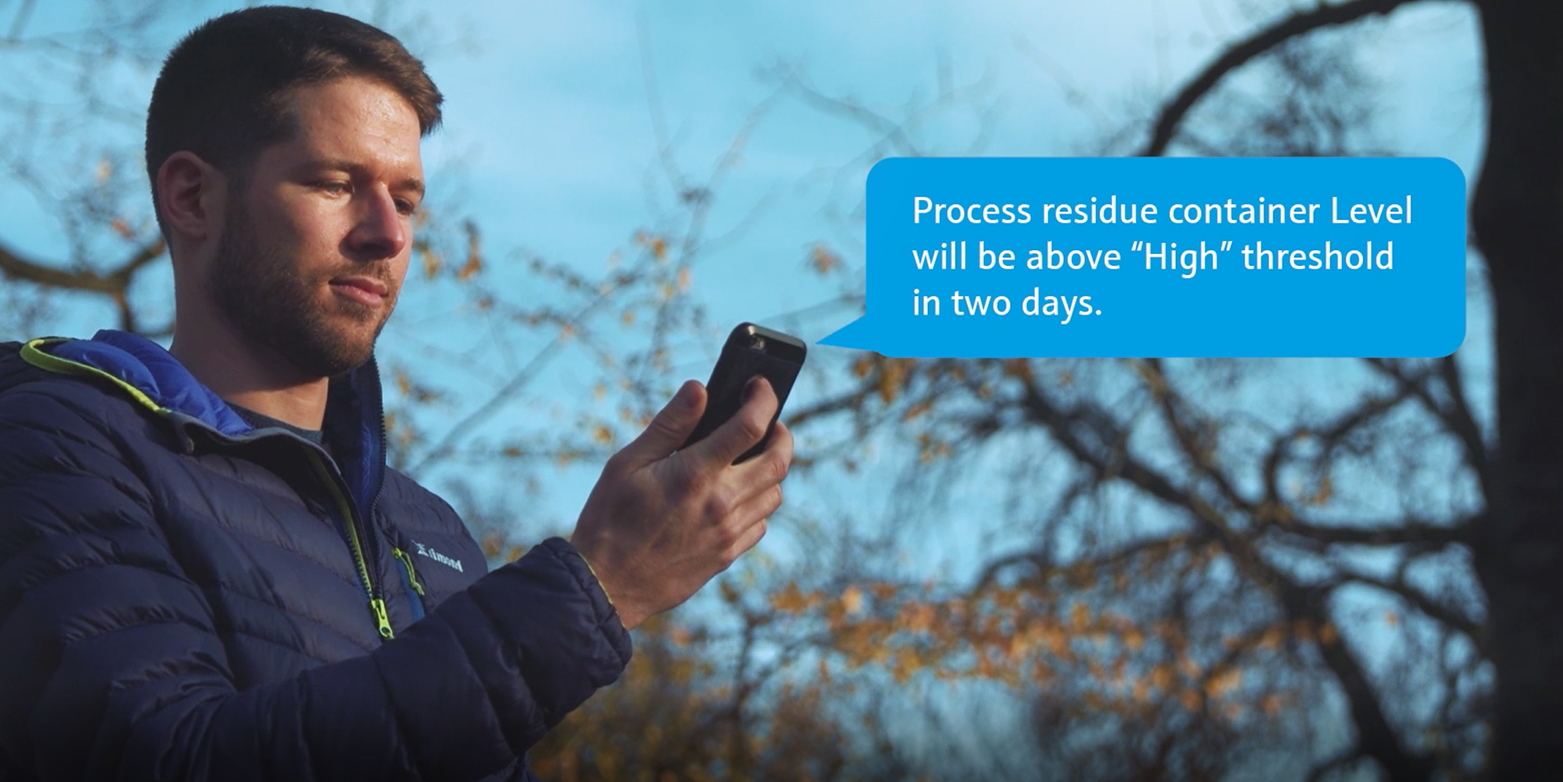 Process residue container Level
will be above “High” threshold
in two days.